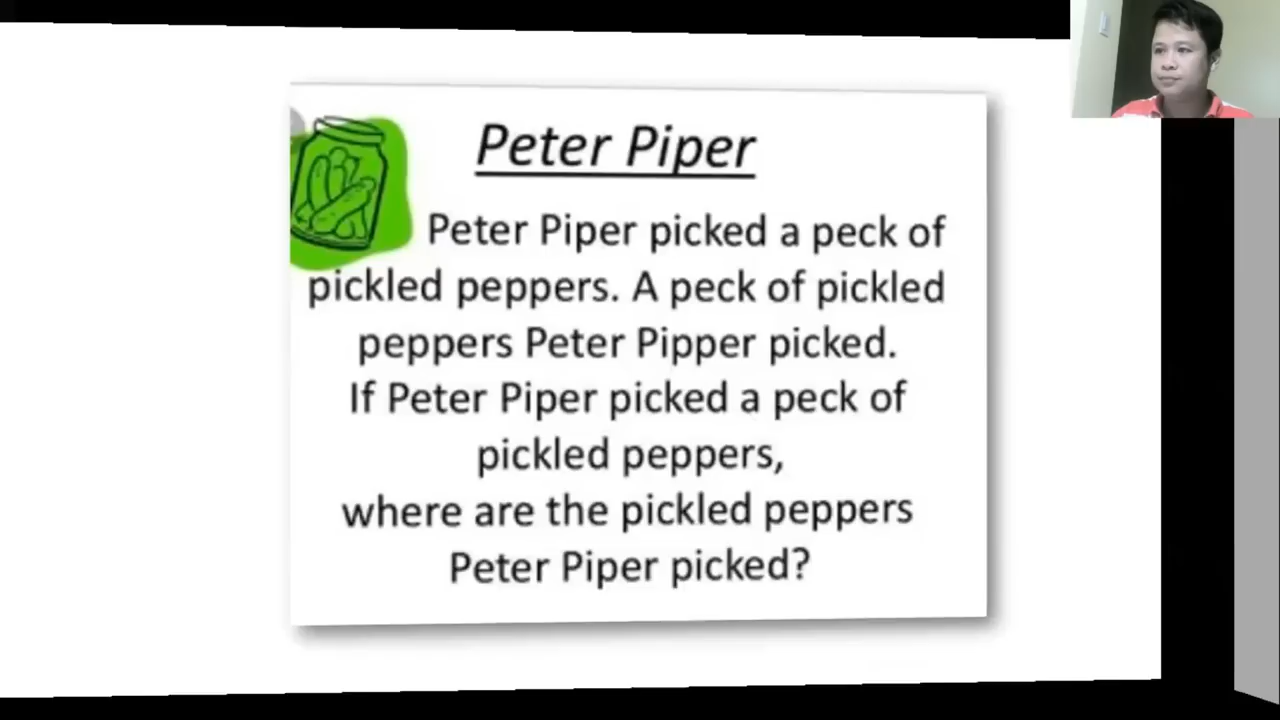 Peter Piper
Peter Piper picked a peck of
pickled peppers. A peck of pickled
peppers Peter Pipper picked.
If Peter Piper picked a peck of
pickled peppers,
where are the pickled peppers
Peter Piper picked?